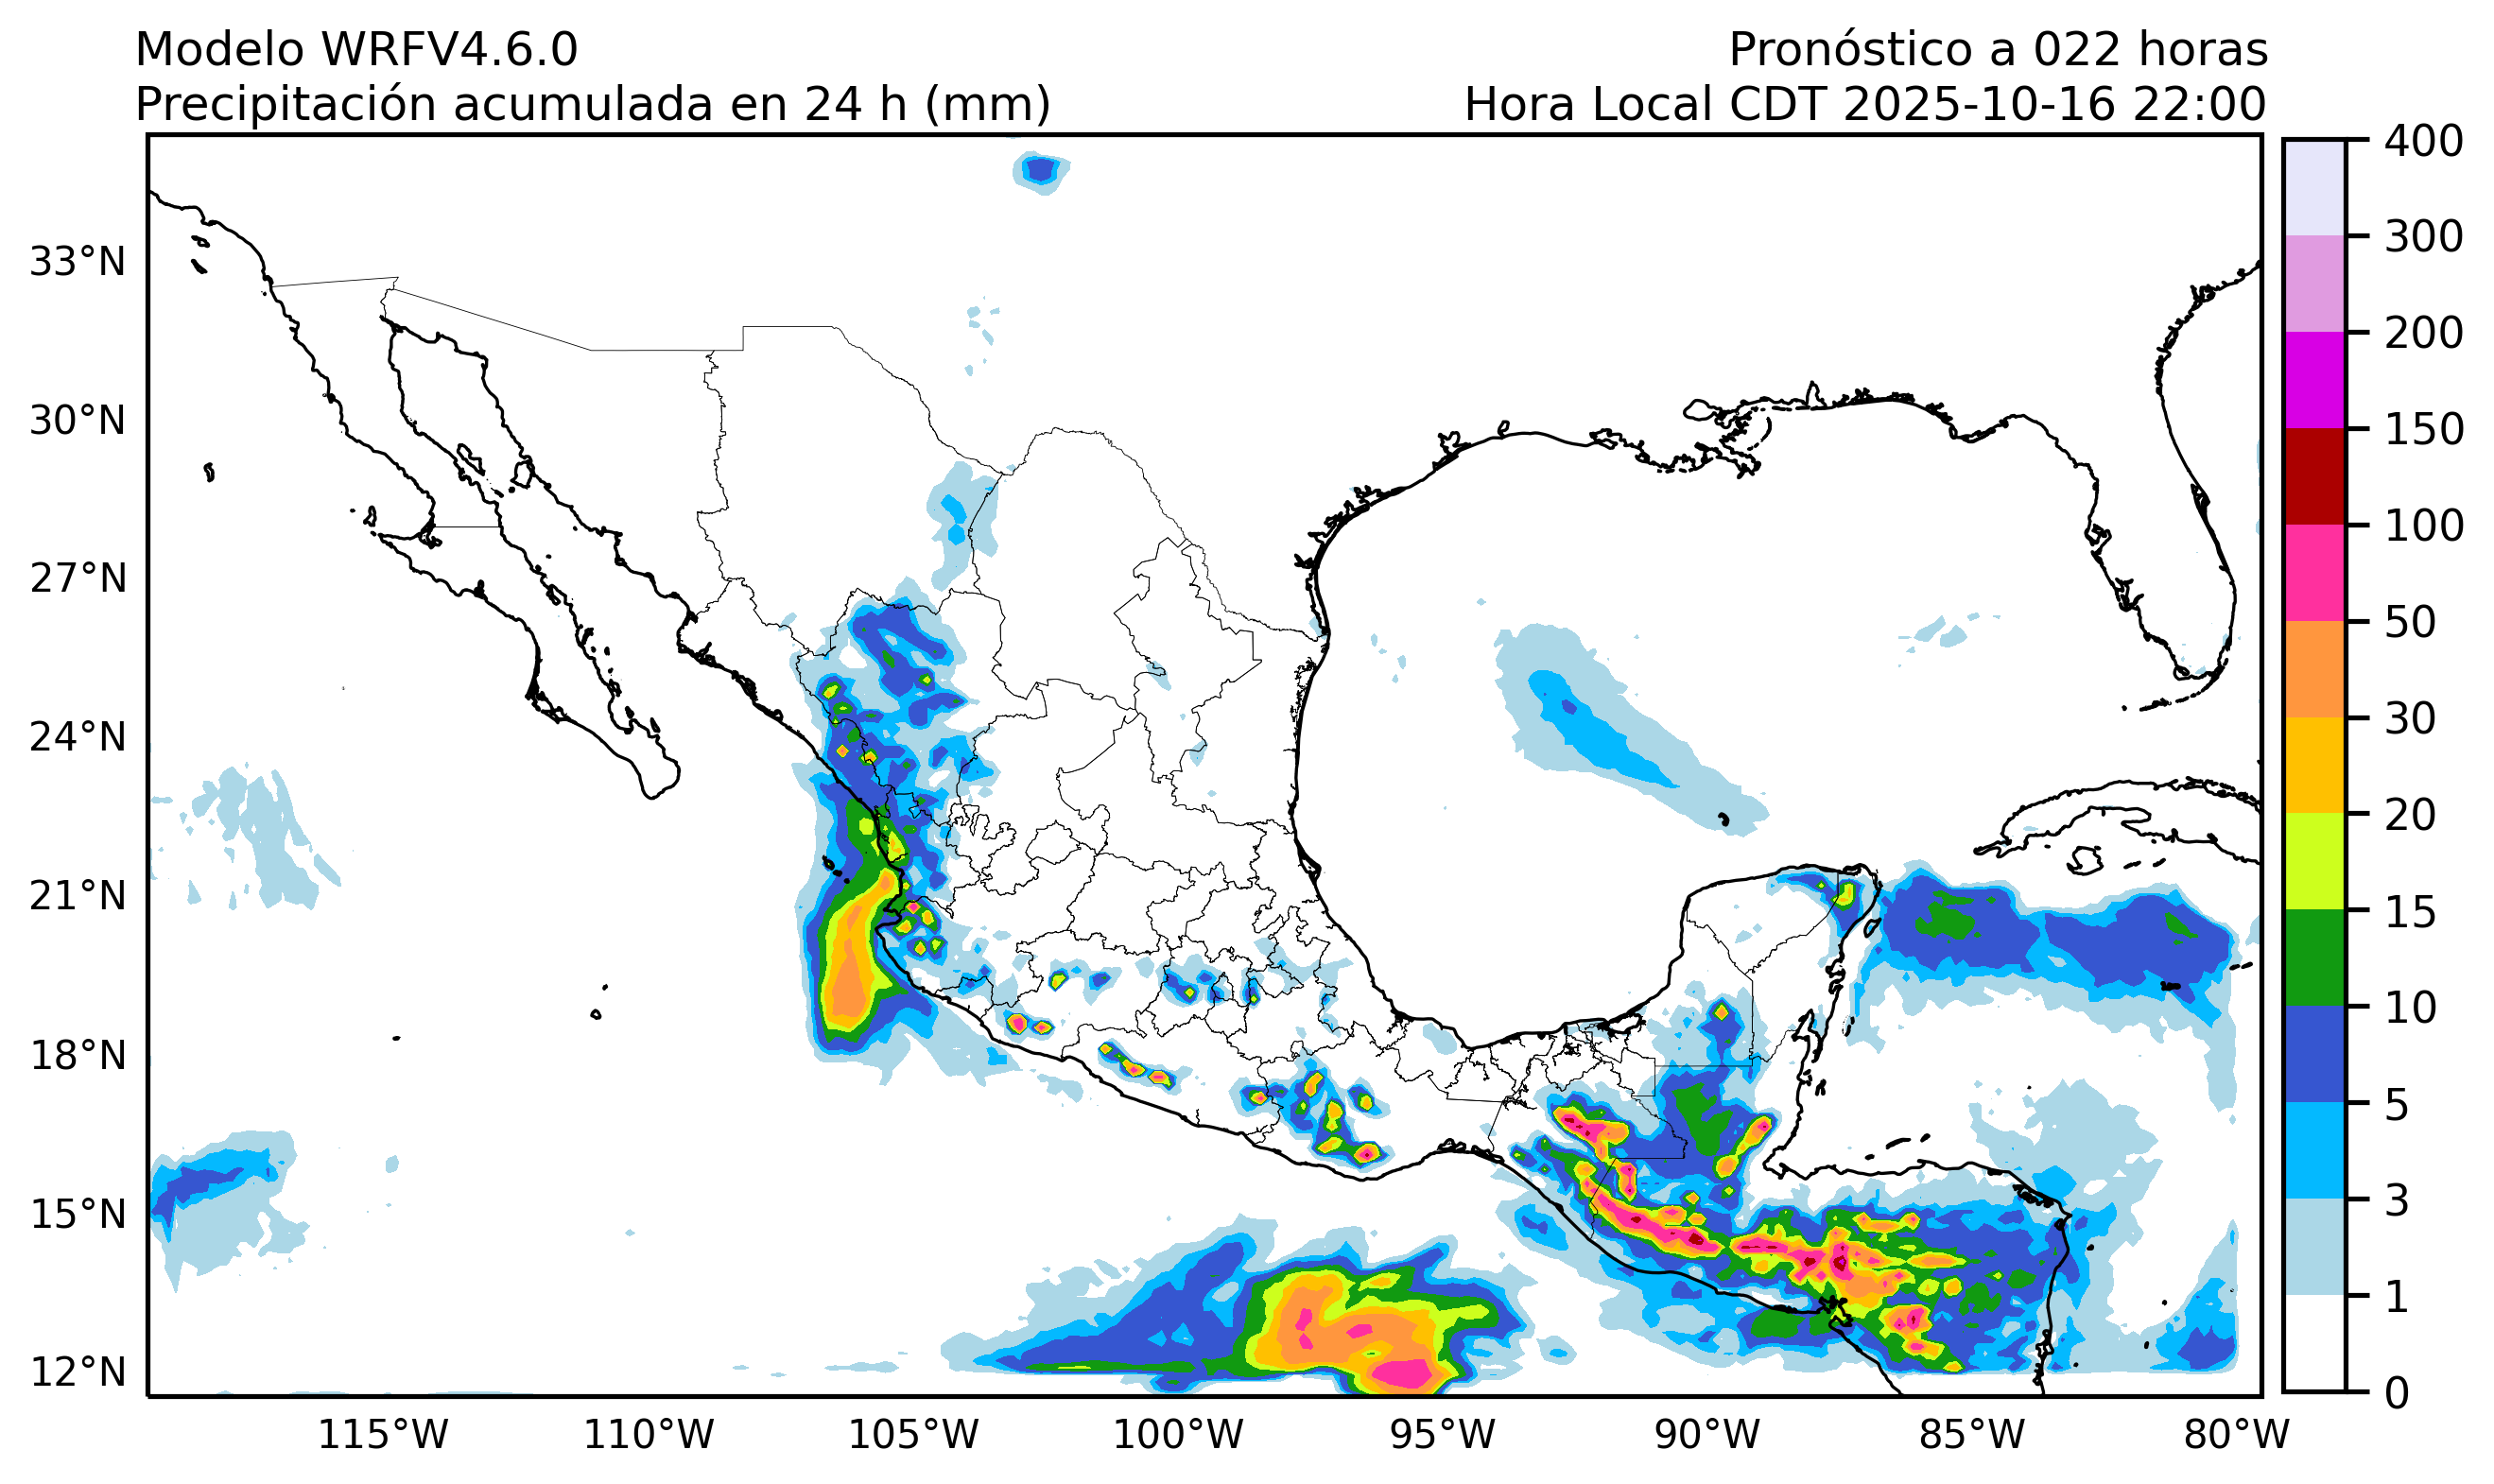 Modelo WRFV4.6.0
Pronóstico a 022 horas
Precipitación acumulada en 24 h (mm)
Hora Local CDT 2025-10-16 22:00
400
300
200
150
100
50
30
20
15
10
5
3
1
0
33°N
30°N
27°N
24°N
21°N
18°N
15°N
12°N
115°W
110°W
105°W
100°W
95°W
90°W
85°W
80°W